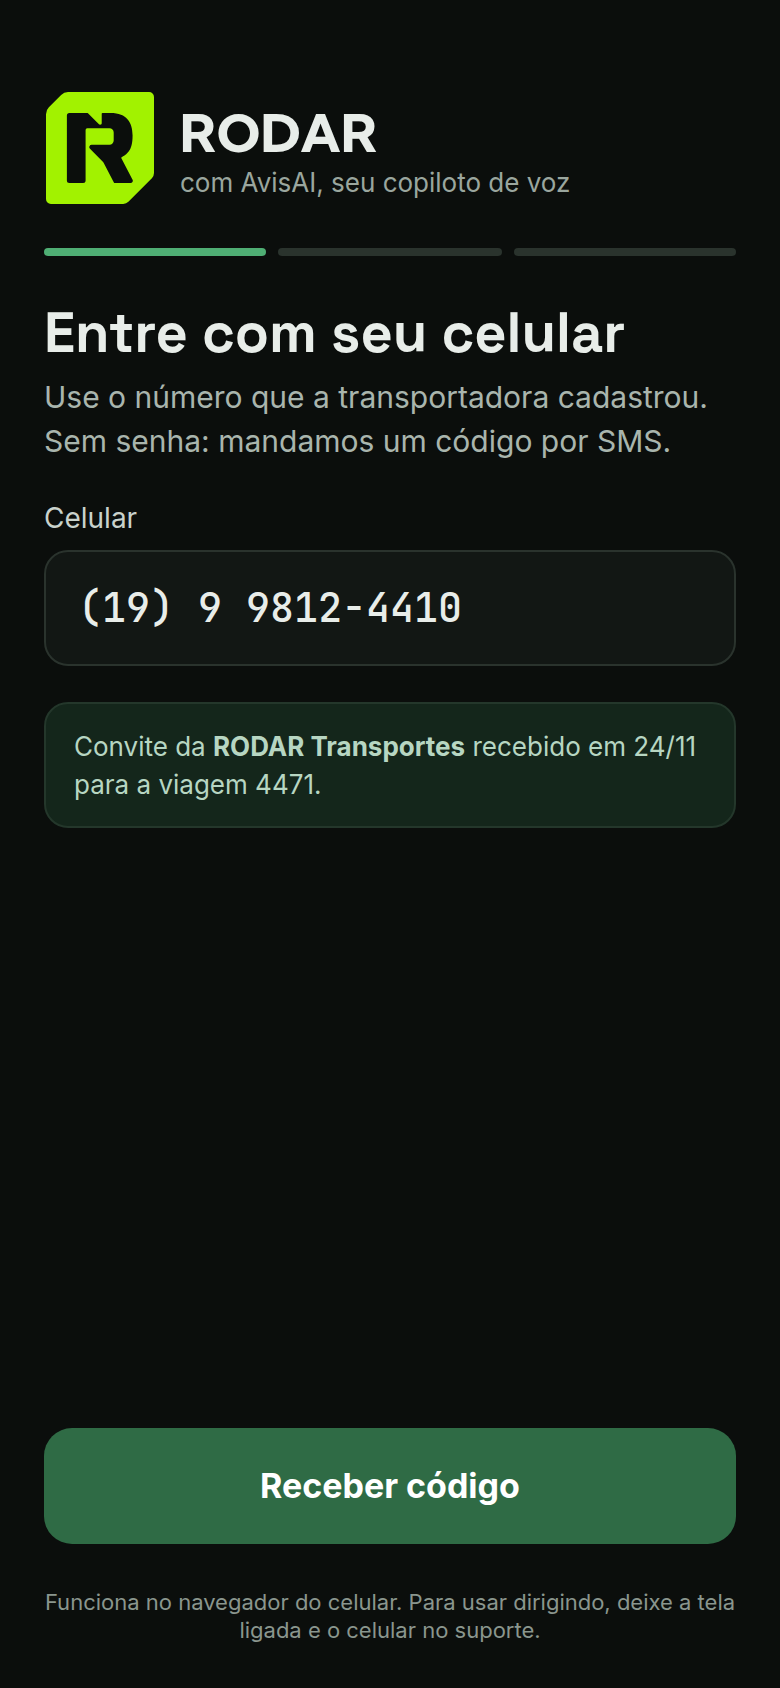 R
RODAR
com AvisAI, seu copiloto de voz
Entre com seu celular
Use o número que a transportadora cadastrou.
Sem senha: mandamos um código por SMS.
Celular
(19) 9 9812-4410
Convite da RODAR Transportes recebido em 24/11
para a viagem 4471.
Receber código
Funciona no navegador do celular. Para usar dirigindo, deixe a tela
ligada e o celular no suporte.